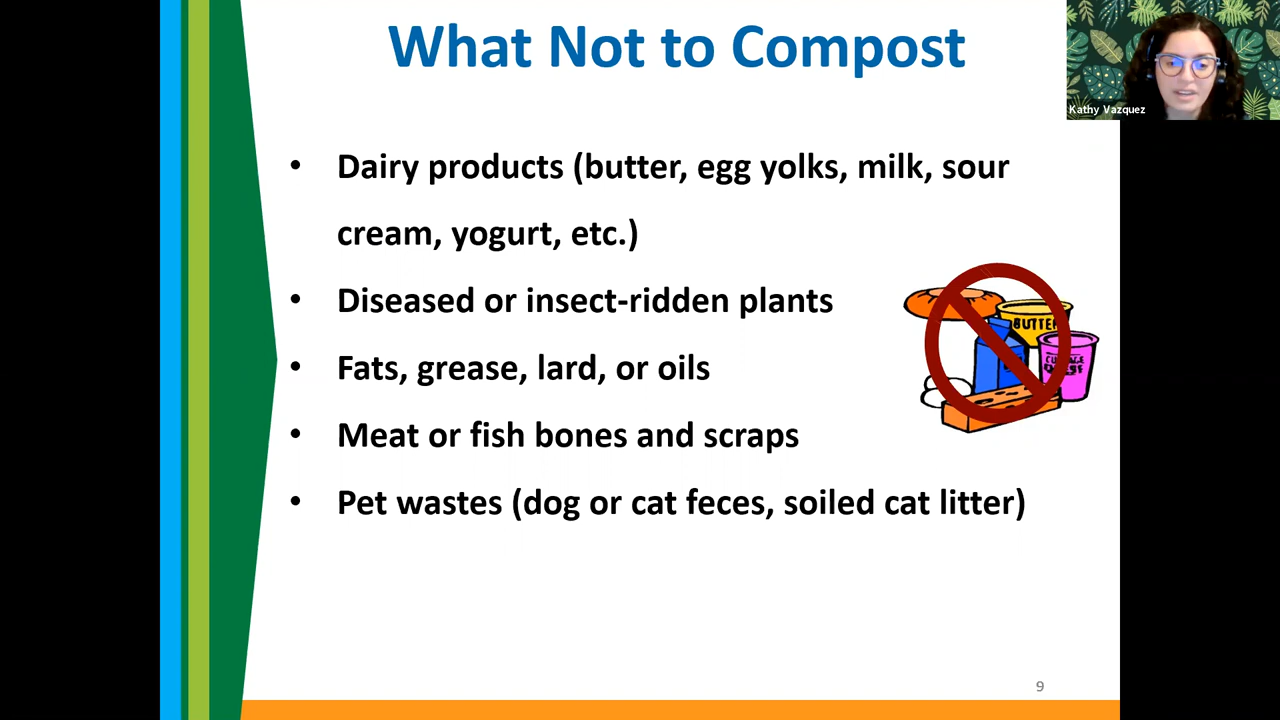 What Not to Compost
Kathy Vazquez
• Dairy products (butter, egg yolks, milk, sour
cream, yogurt, etc.)
• Diseased or insect-ridden plants
• Fats, grease, lard, or oils
• Meat or fish bones and scraps
• Pet wastes (dog or cat feces, soiled cat litter)
BUTTER
9